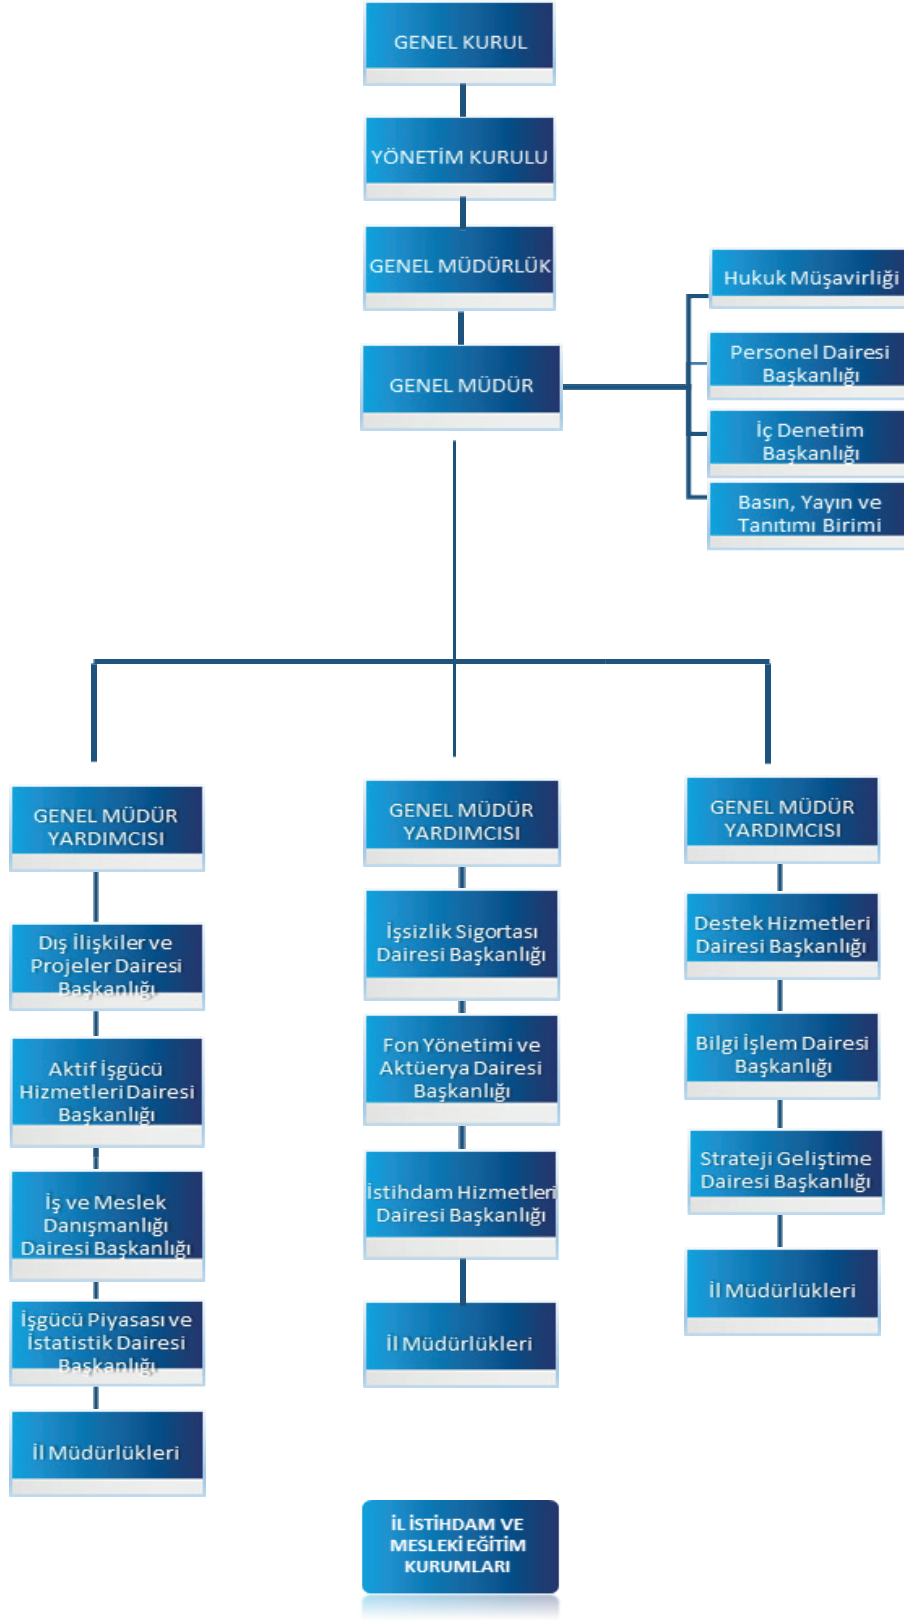 GENEL KURUL
YÖNETİM KURULU
GENEL MÜDÜRLÜK
GENEL MÜDÜR
Hukuk Müşavirliği
Personel Dairesi
Başkanlığı
İç Denetim
Başkanlığı
Basın, Yayın ve
Tanıtımı Birimi
GENEL MÜDÜR
YARDIMCISI
Dış İlişkiler ve
Projeler Dairesi
Başkanlığı
Aktif İşgücü
Hizmetleri Dairesi
Başkanlığı
İş ve Meslek
Danışmanlığı
Dairesi Başkanlığı
İşgücü Piyasası ve
İstatistik Dairesi
Başkanlığı
İl Müdürlükleri
GENEL MÜDÜR
YARDIMCISI
İşsizlik Sigortası
Dairesi Başkanlığı
Fon Yönetimi ve
Aktüerya Dairesi
Başkanlığı
İstihdam Hizmetleri
Dairesi Başkanlığı
İl Müdürlükleri
GENEL MÜDÜR
YARDIMCISI
Destek Hizmetleri
Dairesi Başkanlığı
Bilgi İşlem Dairesi
Başkanlığı
Strateji Geliştime
Dairesi Başkanlığı
İl Müdürlükleri
İL İSTİHDAM VE
MESLEKİ EĞİTİM
KURUMLARI